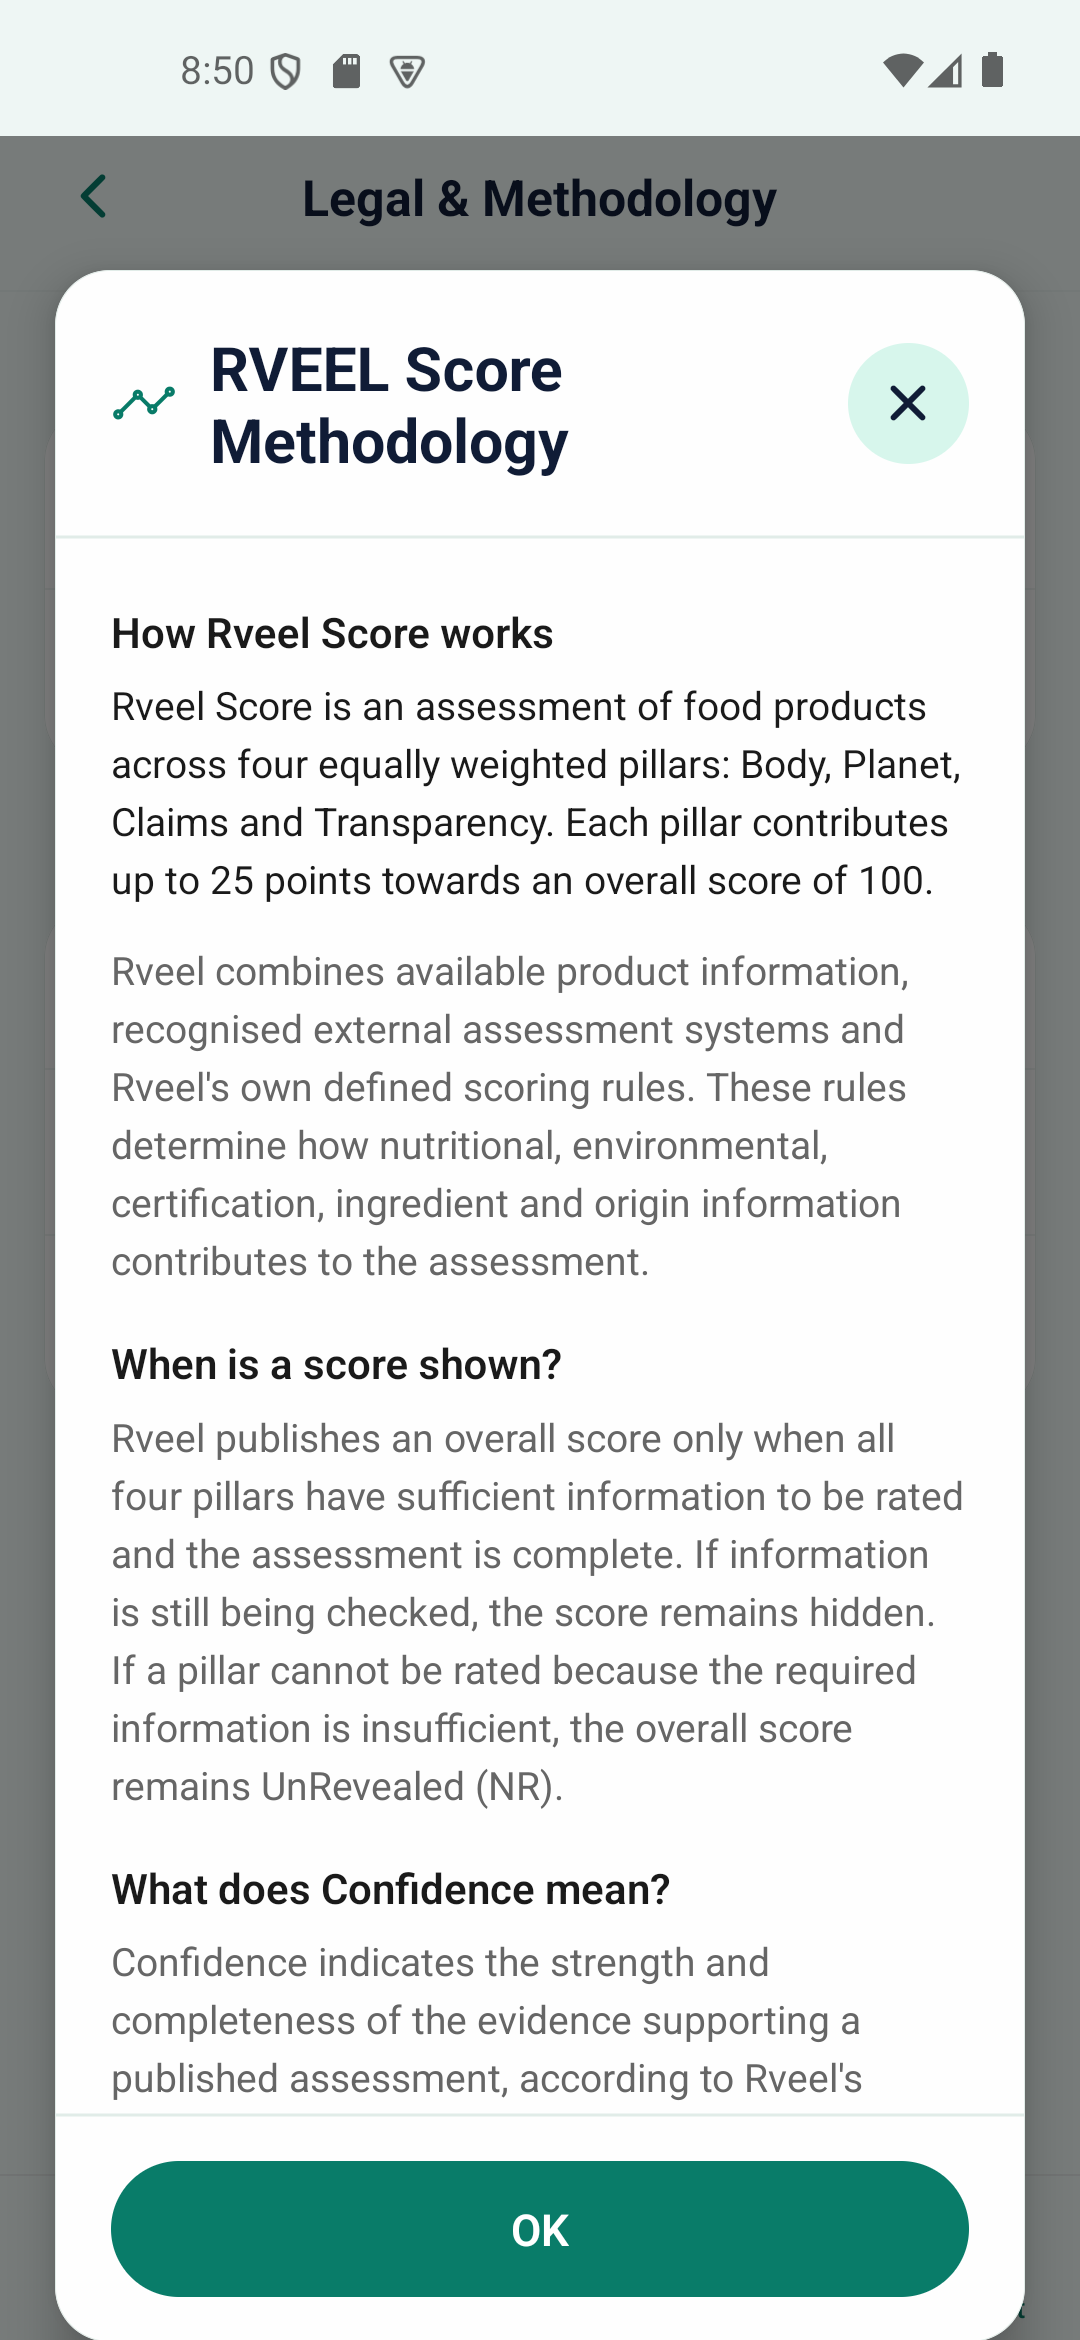 8:50
Legal & Methodology
RVEEL Score
Methodology
How Rveel Score works
Rveel Score is an assessment of food products
across four equally weighted pillars: Body, Planet,
Claims and Transparency. Each pillar contributes
up to 25 points towards an overall score of 100.
Rveel combines available product information,
recognised external assessment systems and
Rveel's own defined scoring rules. These rules
determine how nutritional, environmental,
certification, ingredient and origin information
contributes to the assessment.
When is a score shown?
Rveel publishes an overall score only when all
four pillars have sufficient information to be rated
and the assessment is complete. If information
is still being checked, the score remains hidden.
If a pillar cannot be rated because the required
information is insufficient, the overall score
remains UnRevealed (NR).
What does Confidence mean?
Confidence indicates the strength and
completeness of the evidence supporting a
published assessment, according to Rveel's
OK